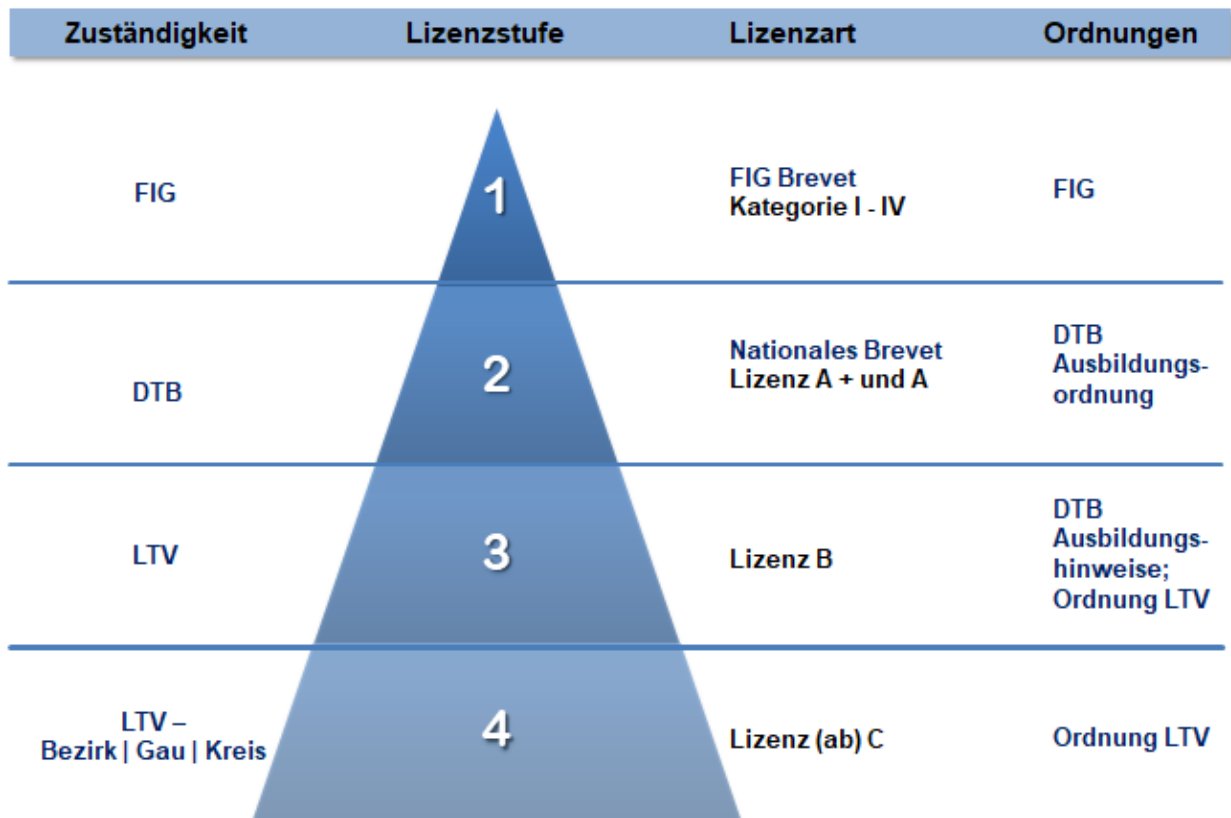 Zuständigkeit Lizenzstufe Lizenzart Ordnungen
FIG
1
FIG Brevet
Kategorie I - IV
FIG
DTB
2
Nationales Brevet
Lizenz A + und A
DTB
Ausbildungs-
ordnung
LTV
3
Lizenz B
DTB
Ausbildungs-
hinweise;
Ordnung LTV
LTV –
Bezirk | Gau | Kreis
4
Lizenz (ab) C
Ordnung LTV